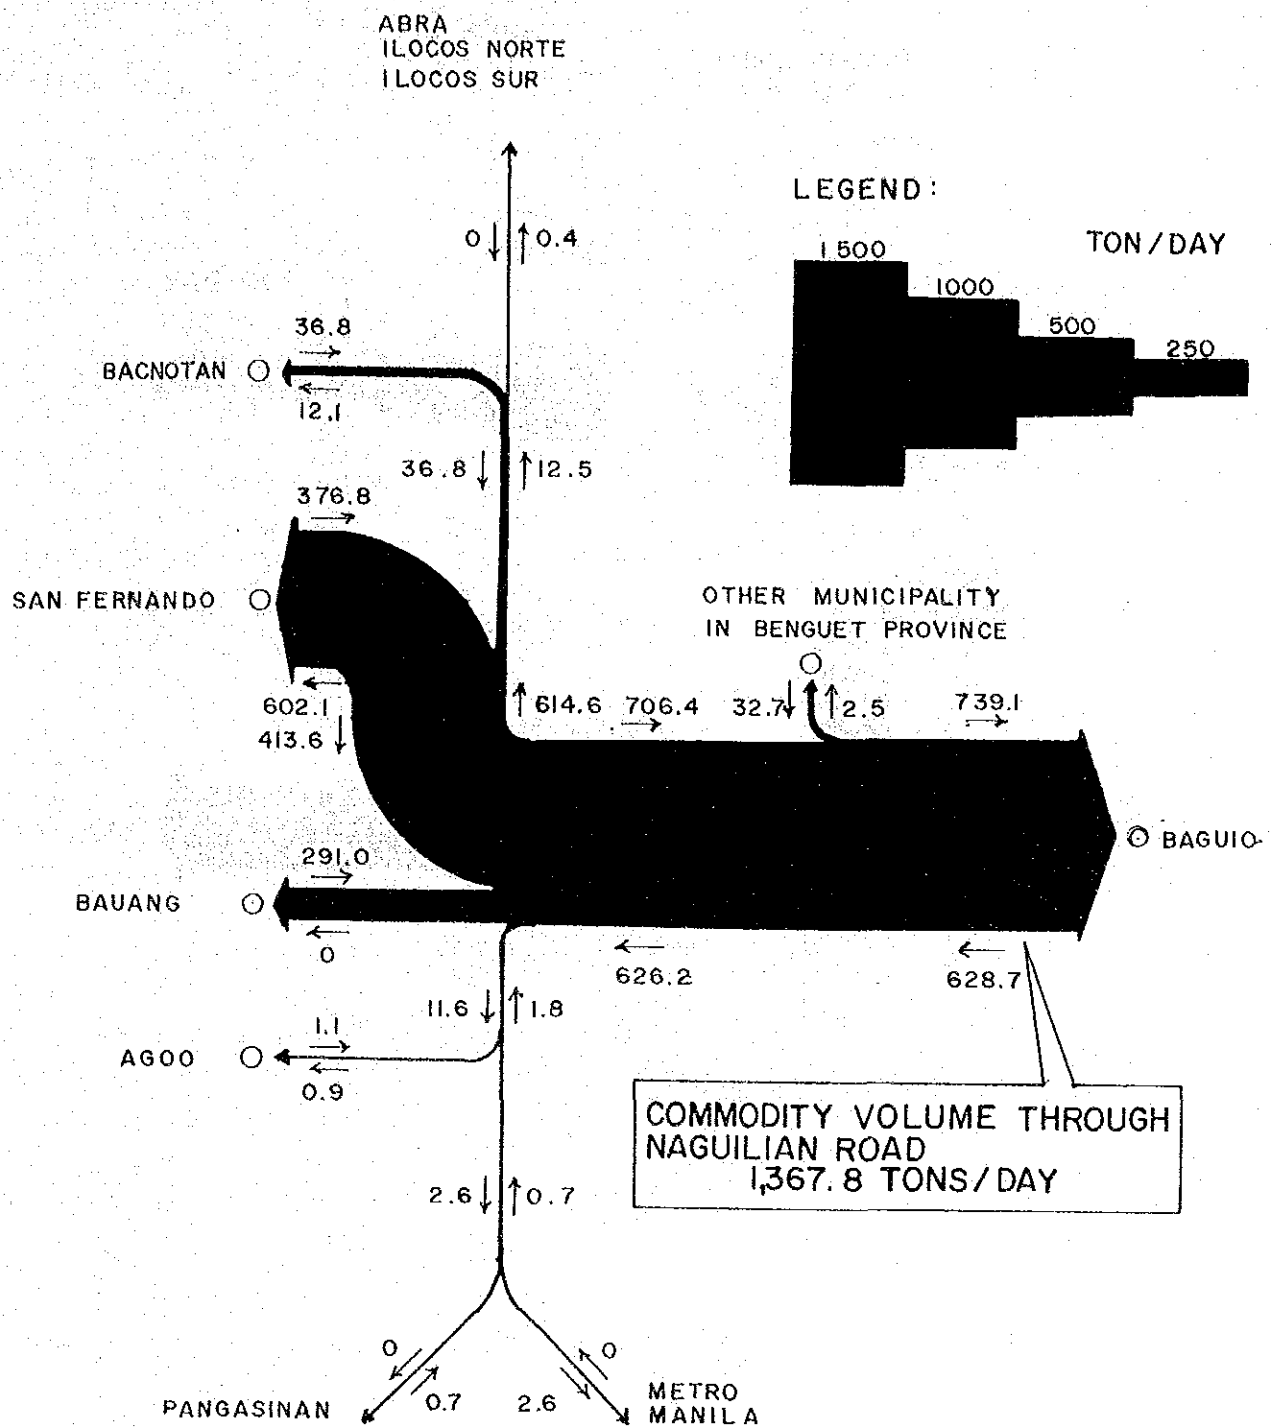 ABRA
ILOCOS NORTE
ILOCOS SUR
LEGEND:
TON/DAY
1,500
1000
500
250
0 0.4
36.8
BACNOTAN
12.1
36.8 12.5
376.8
SAN FERNANDO
OTHER MUNICIPALITY
IN BENGUET PROVINCE
602.1
413.6
614.6 706.4 32.7 2.5 739.1
BAGUIO
291.0
BAUANG
0
626.2 628.7
11.6 1.8
1.1
AGOO
0.9
COMMODITY VOLUME THROUGH
NAGUILIAN ROAD
1,367.8 TONS/DAY
2.6 0.7
0 0
0.7 2.6
PANGASINAN
METRO
MANILA